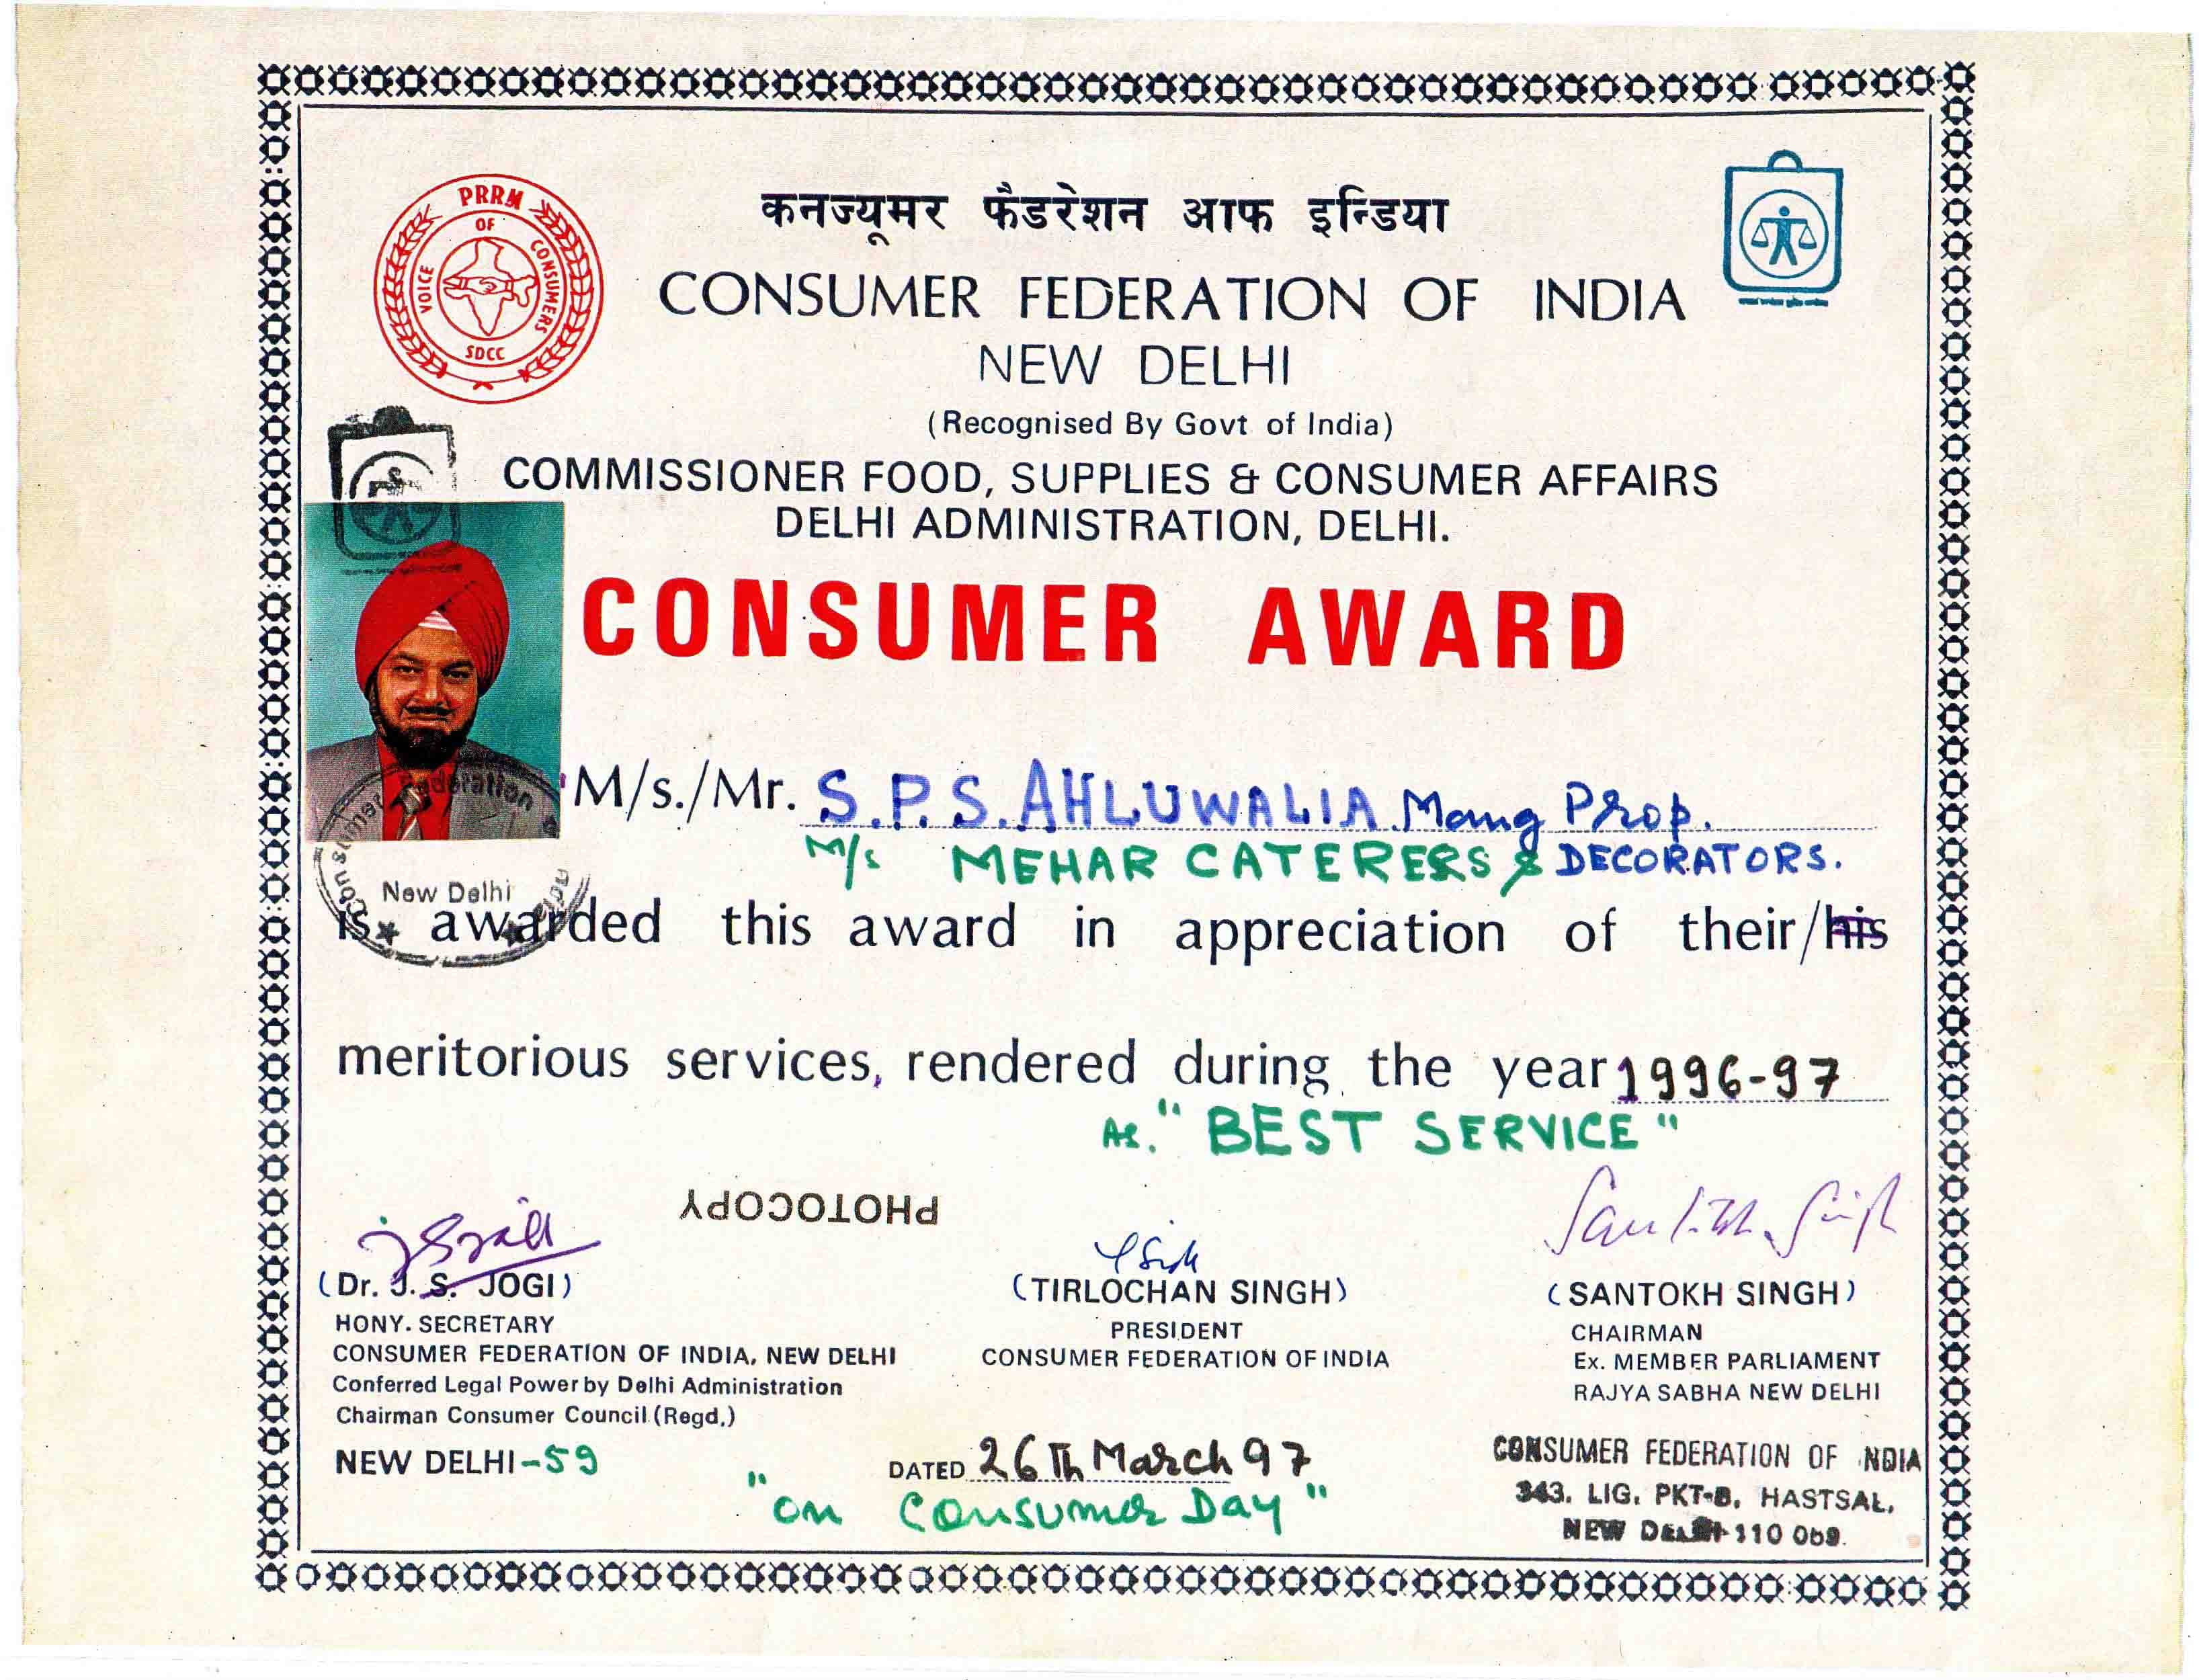 PRRM
VOICE OF CONSUMERS
SDCC
कनज्यूमर फैडरेशन आफ इन्डिया
CONSUMER FEDERATION OF INDIA
NEW DELHI
(Recognised By Govt of India)
COMMISSIONER FOOD, SUPPLIES & CONSUMER AFFAIRS
DELHI ADMINISTRATION, DELHI.
CONSUMER AWARD
M/s./Mr. S.P.S. AHLUWALIA Mang Prop.
M/s MEHAR CATERERS & DECORATORS.
Consumer Federation
New Delhi
is awarded this award in appreciation of their/his
meritorious services, rendered during the year 1996-97
As. "BEST SERVICE"
PHOTOCOPY
Santokh Singh
(Dr. J. S. JOGI)
HONY. SECRETARY
CONSUMER FEDERATION OF INDIA, NEW DELHI
Conferred Legal Power by Delhi Administration
Chairman Consumer Council (Regd.)
NEW DELHI-59
(TIRLOCHAN SINGH)
PRESIDENT
CONSUMER FEDERATION OF INDIA
(SANTOKH SINGH)
CHAIRMAN
Ex. MEMBER PARLIAMENT
RAJYA SABHA NEW DELHI
DATED 26Th March 97
"On Consumer Day"
CONSUMER FEDERATION OF INDIA
343, LIG, PKT-B, HASTSAL,
NEW DELHI-110 059.